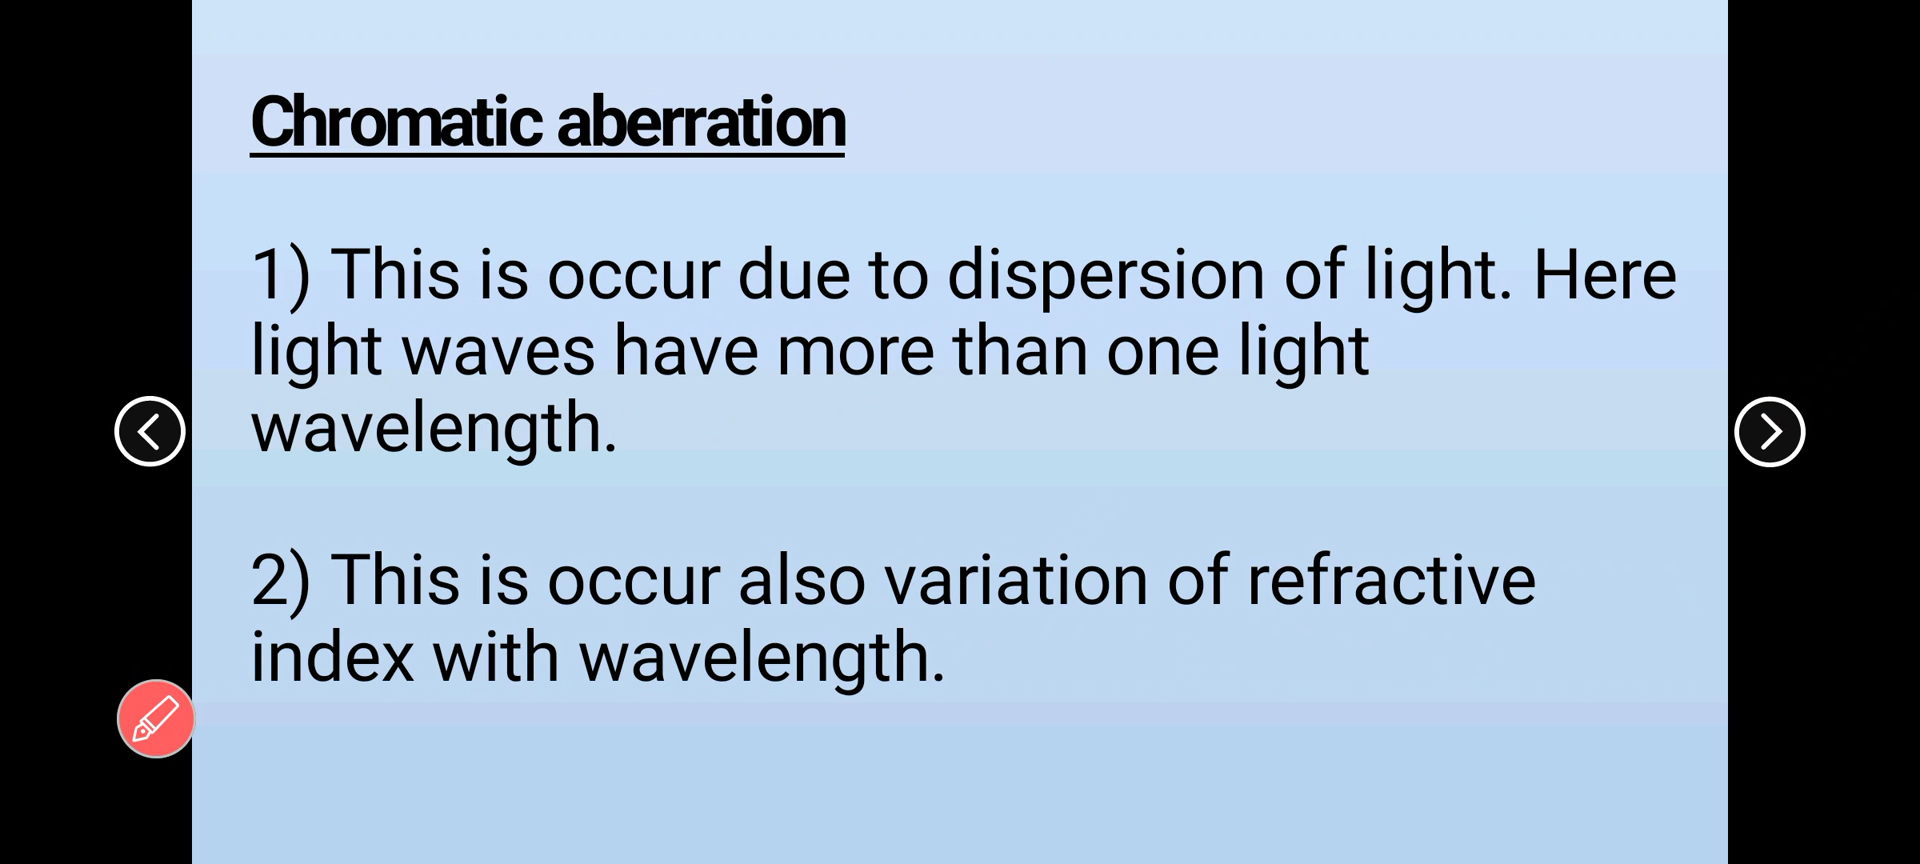 Chromatic aberration
1) This is occur due to dispersion of light. Here
light waves have more than one light
wavelength.
2) This is occur also variation of refractive
index with wavelength.